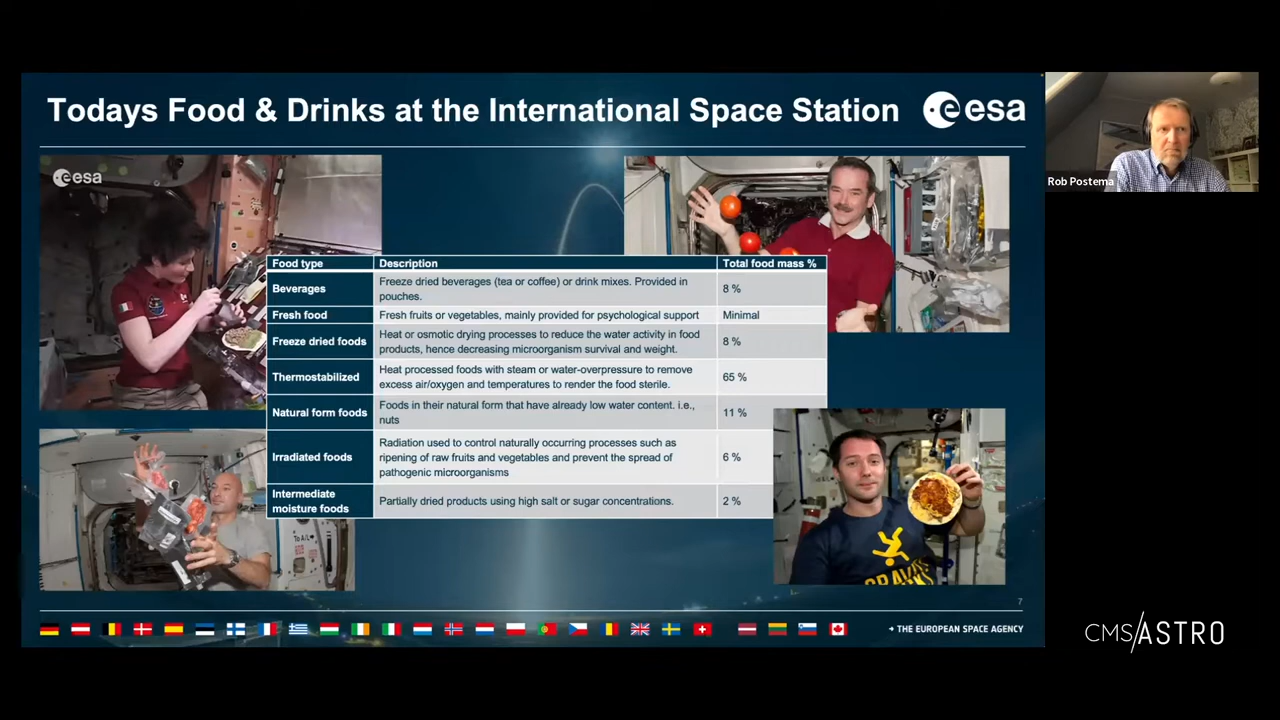 Todays Food & Drinks at the International Space Station
esa
esa
Rob Postema
Food type Description Total food mass %
Beverages Freeze dried beverages (tea or coffee) or drink mixes. Provided in
pouches. 8 %
Fresh food Fresh fruits or vegetables, mainly provided for psychological support Minimal
Freeze dried foods Heat or osmotic drying processes to reduce the water activity in food
products, hence decreasing microorganism survival and weight. 8 %
Thermostabilized Heat processed foods with steam or water-overpressure to remove
excess air/oxygen and temperatures to render the food sterile. 65 %
Natural form foods Foods in their natural form that have already low water content. i.e.,
nuts 11 %
Irradiated foods Radiation used to control naturally occurring processes such as
ripening of raw fruits and vegetables and prevent the spread of
pathogenic microorganisms 6 %
Intermediate
moisture foods Partially dried products using high salt or sugar concentrations. 2 %
To A/L
7
→ THE EUROPEAN SPACE AGENCY
CMS/ASTRO